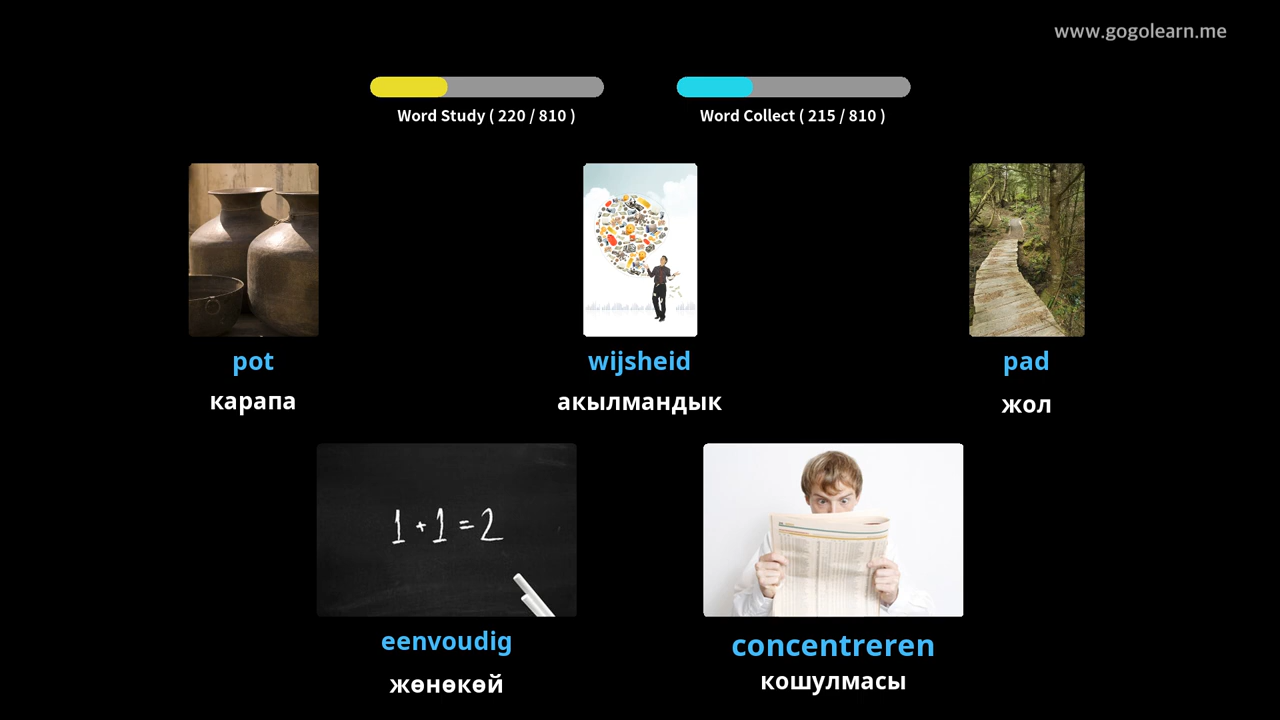 www.gogolearn.me
Word Study ( 220 / 810 )
Word Collect ( 215 / 810 )
pot
карапа
wijsheid
акылмандык
pad
жол
1 + 1 = 2
eenvoudig
жөнөкөй
concentreren
кошулмасы